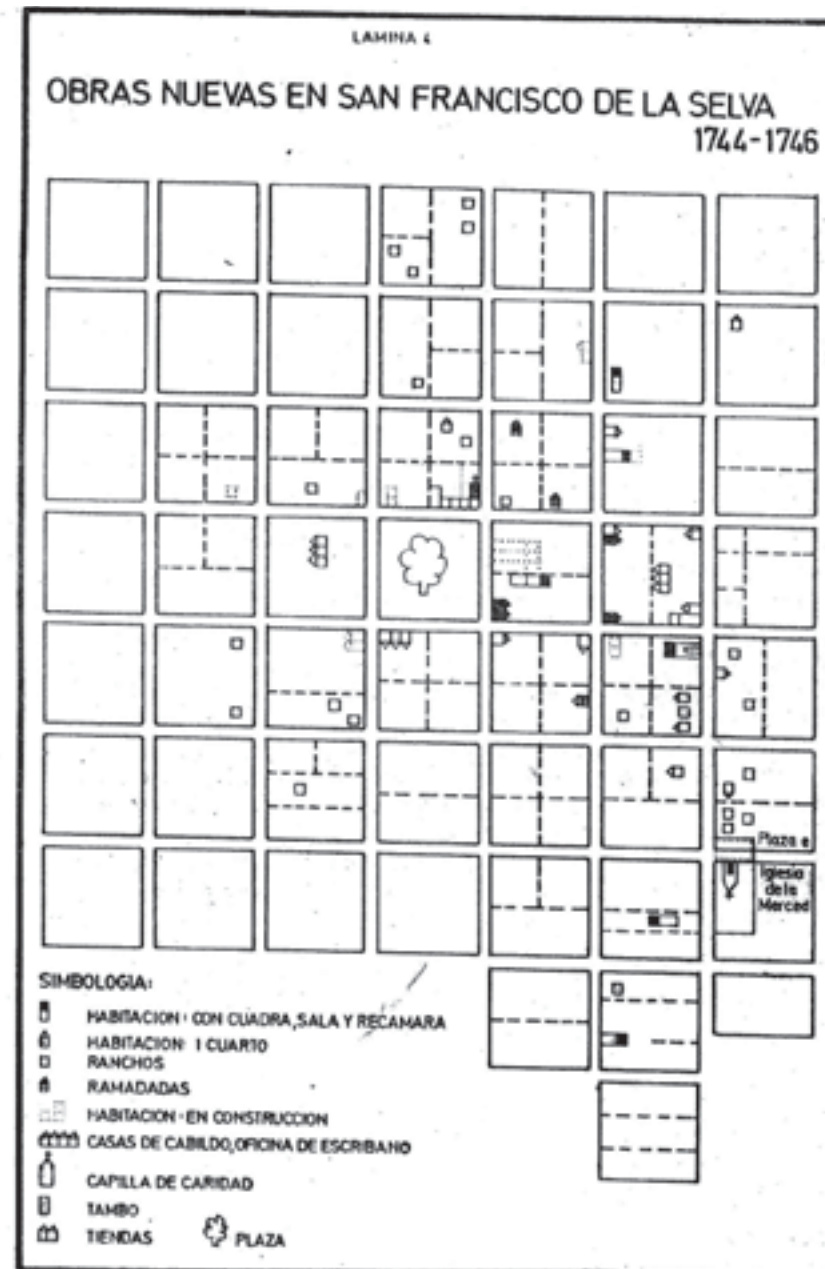 LAMINA 4
OBRAS NUEVAS EN SAN FRANCISCO DE LA SELVA
1744-1746
Plaza e
Iglesia
de la
Merced
SIMBOLOGIA:
HABITACION: CON CUADRA, SALA Y RECAMARA
HABITACION: 1 CUARTO
RANCHOS
RAMADADAS
HABITACION: EN CONSTRUCCION
CASAS DE CABILDO, OFICINA DE ESCRIBANO
CAPILLA DE CARIDAD
TAMBO
TIENDAS PLAZA